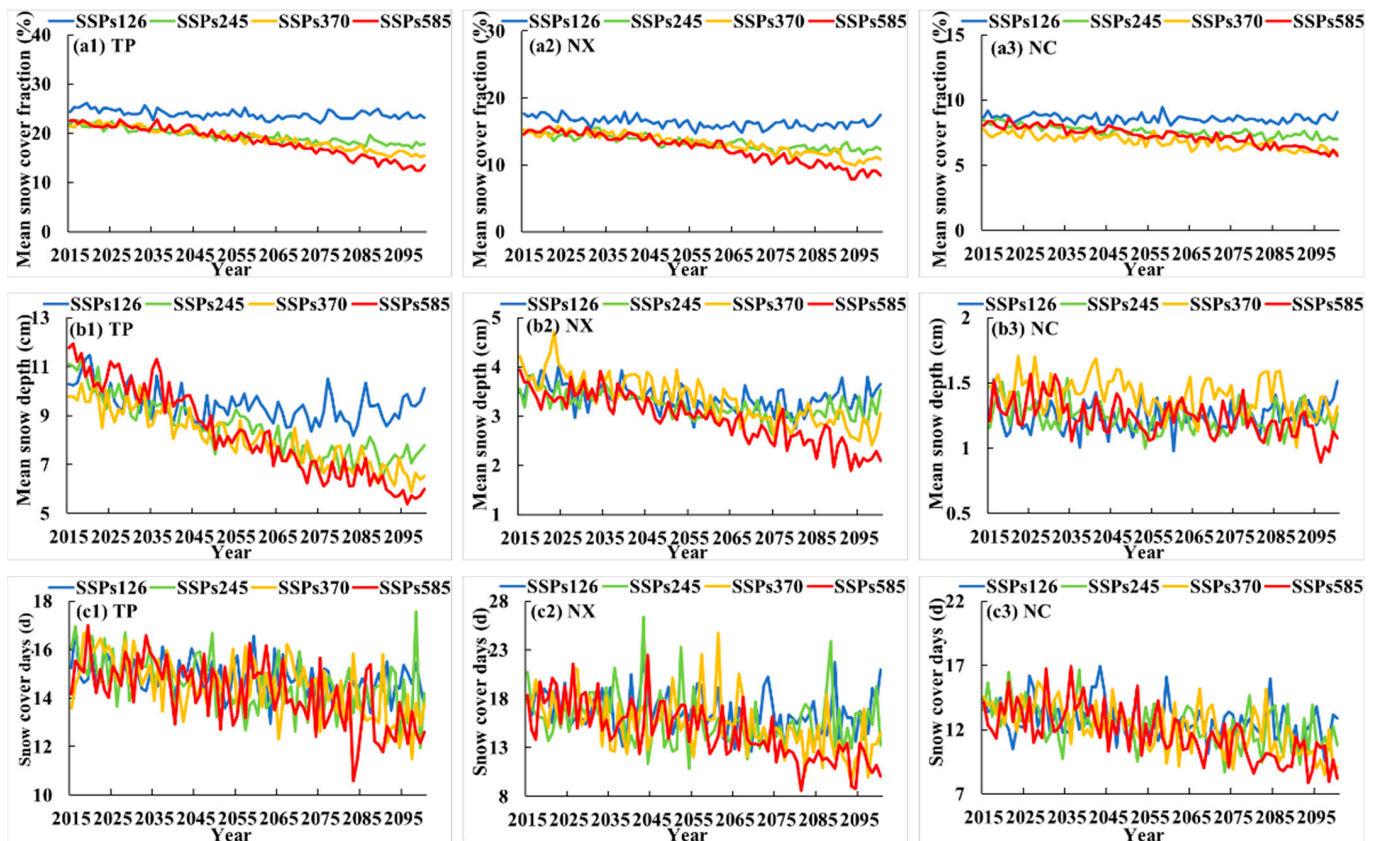 SSPs126 SSPs245 SSPs370 SSPs585
Mean snow cover fraction (%)
(a1) TP
40
30
20
10
0
2015 2025 2035 2045 2055 2065 2075 2085 2095
Year
SSPs126 SSPs245 SSPs370 SSPs585
Mean snow cover fraction (%)
(a2) NX
30
20
10
0
2015 2025 2035 2045 2055 2065 2075 2085 2095
Year
SSPs126 SSPs245 SSPs370 SSPs585
Mean snow cover fraction (%)
(a3) NC
15
10
5
0
2015 2025 2035 2045 2055 2065 2075 2085 2095
Year
SSPs126 SSPs245 SSPs370 SSPs585
Mean snow depth (cm)
(b1) TP
13
11
9
7
5
2015 2025 2035 2045 2055 2065 2075 2085 2095
Year
SSPs126 SSPs245 SSPs370 SSPs585
Mean snow depth (cm)
(b2) NX
5
4
3
2
1
2015 2025 2035 2045 2055 2065 2075 2085 2095
Year
SSPs126 SSPs245 SSPs370 SSPs585
Mean snow depth (cm)
(b3) NC
2
1.5
1
0.5
2015 2025 2035 2045 2055 2065 2075 2085 2095
Year
SSPs126 SSPs245 SSPs370 SSPs585
Snow cover days (d)
(c1) TP
18
16
14
12
10
2015 2025 2035 2045 2055 2065 2075 2085 2095
Year
SSPs126 SSPs245 SSPs370 SSPs585
Snow cover days (d)
(c2) NX
28
23
18
13
8
2015 2025 2035 2045 2055 2065 2075 2085 2095
Year
SSPs126 SSPs245 SSPs370 SSPs585
Snow cover days (d)
(c3) NC
22
17
12
7
2015 2025 2035 2045 2055 2065 2075 2085 2095
Year